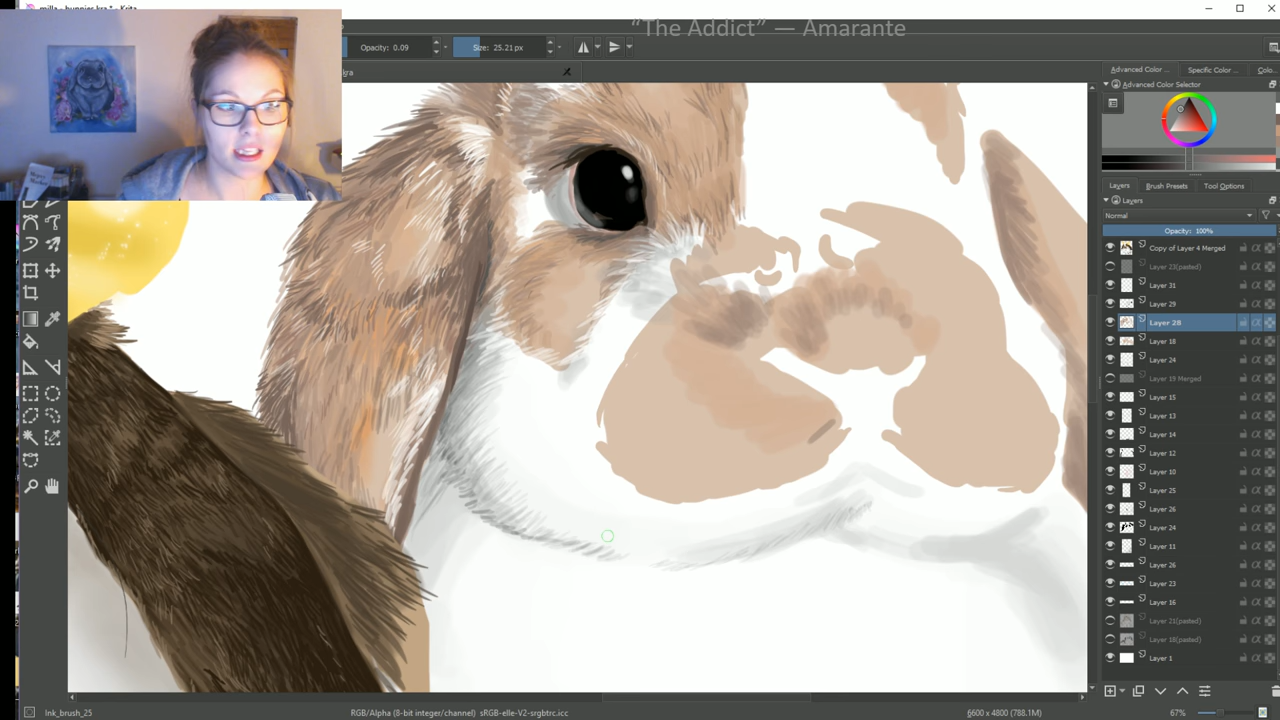 milla - bunnies.kra * - Krita
"The Addict" — Amarante
Opacity: 0.09
Size: 25.21 px
kra
Advanced Color ...
Specific Color ...
Colo...
Advanced Color Selector
Layers
Brush Presets
Tool Options
Layers
Normal
Opacity: 100%
Copy of Layer 4 Merged
Layer 23(pasted)
Layer 31
Layer 29
Layer 28
Layer 18
Layer 24
Layer 19 Merged
Layer 15
Layer 13
Layer 14
Layer 12
Layer 10
Layer 25
Layer 26
Layer 24
Layer 11
Layer 26
Layer 23
Layer 16
Layer 21(pasted)
Layer 18(pasted)
Layer 1
Ink_brush_25
RGB/Alpha (8-bit integer/channel) sRGB-elle-V2-srgbtrc.icc
6600 x 4800 (788.1M)
67%